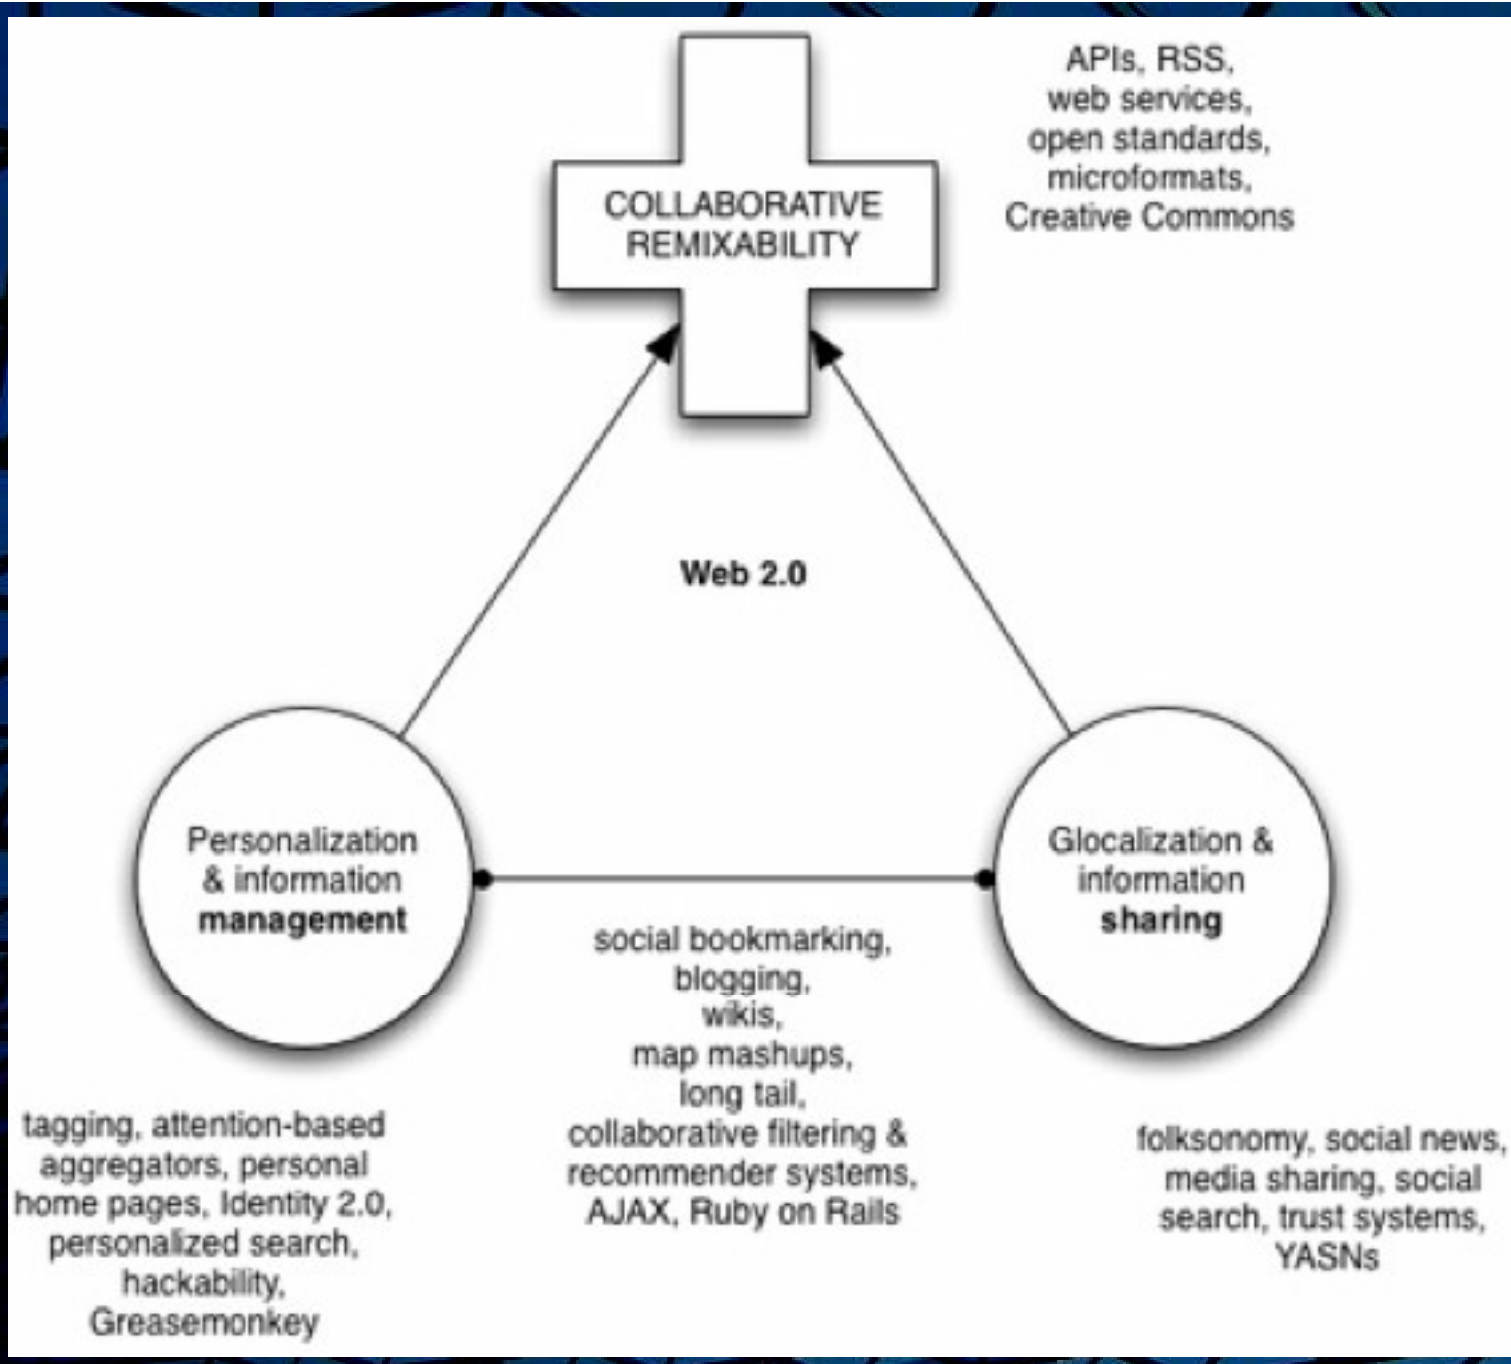 APIs, RSS,
web services,
open standards,
microformats,
Creative Commons
COLLABORATIVE
REMIXABILITY
Web 2.0
Personalization
& information
management
Glocalization &
information
sharing
social bookmarking,
blogging,
wikis,
map mashups,
long tail,
collaborative filtering &
recommender systems,
AJAX, Ruby on Rails
tagging, attention-based
aggregators, personal
home pages, Identity 2.0,
personalized search,
hackability,
Greasemonkey
folksonomy, social news,
media sharing, social
search, trust systems,
YASNs